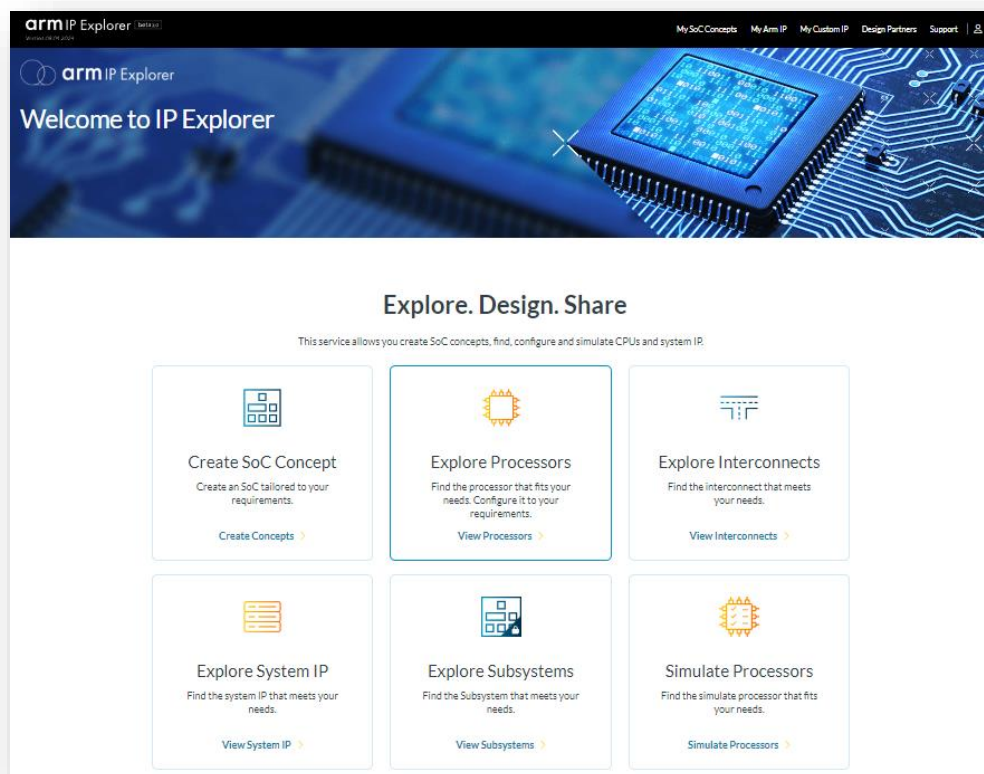 arm IP Explorer
My SoC Concepts My Arm IP My Custom IP Design Partners Support
arm IP Explorer
Welcome to IP Explorer
Explore. Design. Share
This service allows you create SoC concepts, find, configure and simulate CPUs and system IP.
Create SoC Concept
Create an SoC tailored to your
requirements.
Create Concepts >
Explore Processors
Find the processor that fits your
needs. Configure it to your
requirements.
View Processors >
Explore Interconnects
Find the interconnect that meets
your needs.
View Interconnects >
Explore System IP
Find the system IP that meets your
needs.
View System IP >
Explore Subsystems
Find the Subsystem that meets your
needs.
View Subsystems >
Simulate Processors
Find the simulate processor that fits
your needs.
Simulate Processors >